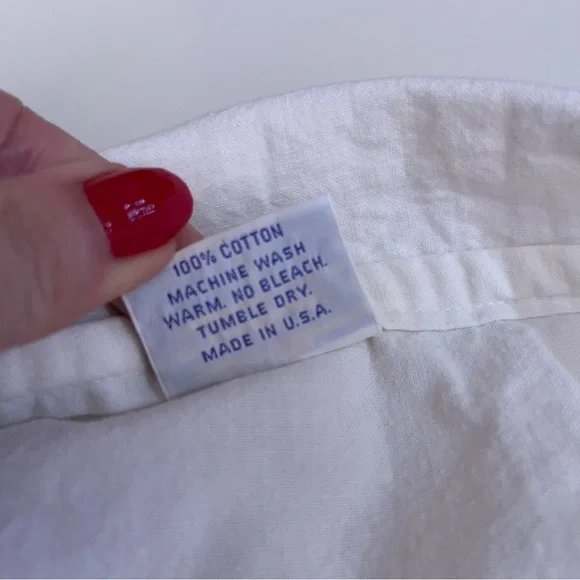 100% COTTON
MACHINE WASH
WARM. NO BLEACH.
TUMBLE DRY.
MADE IN U.S.A.